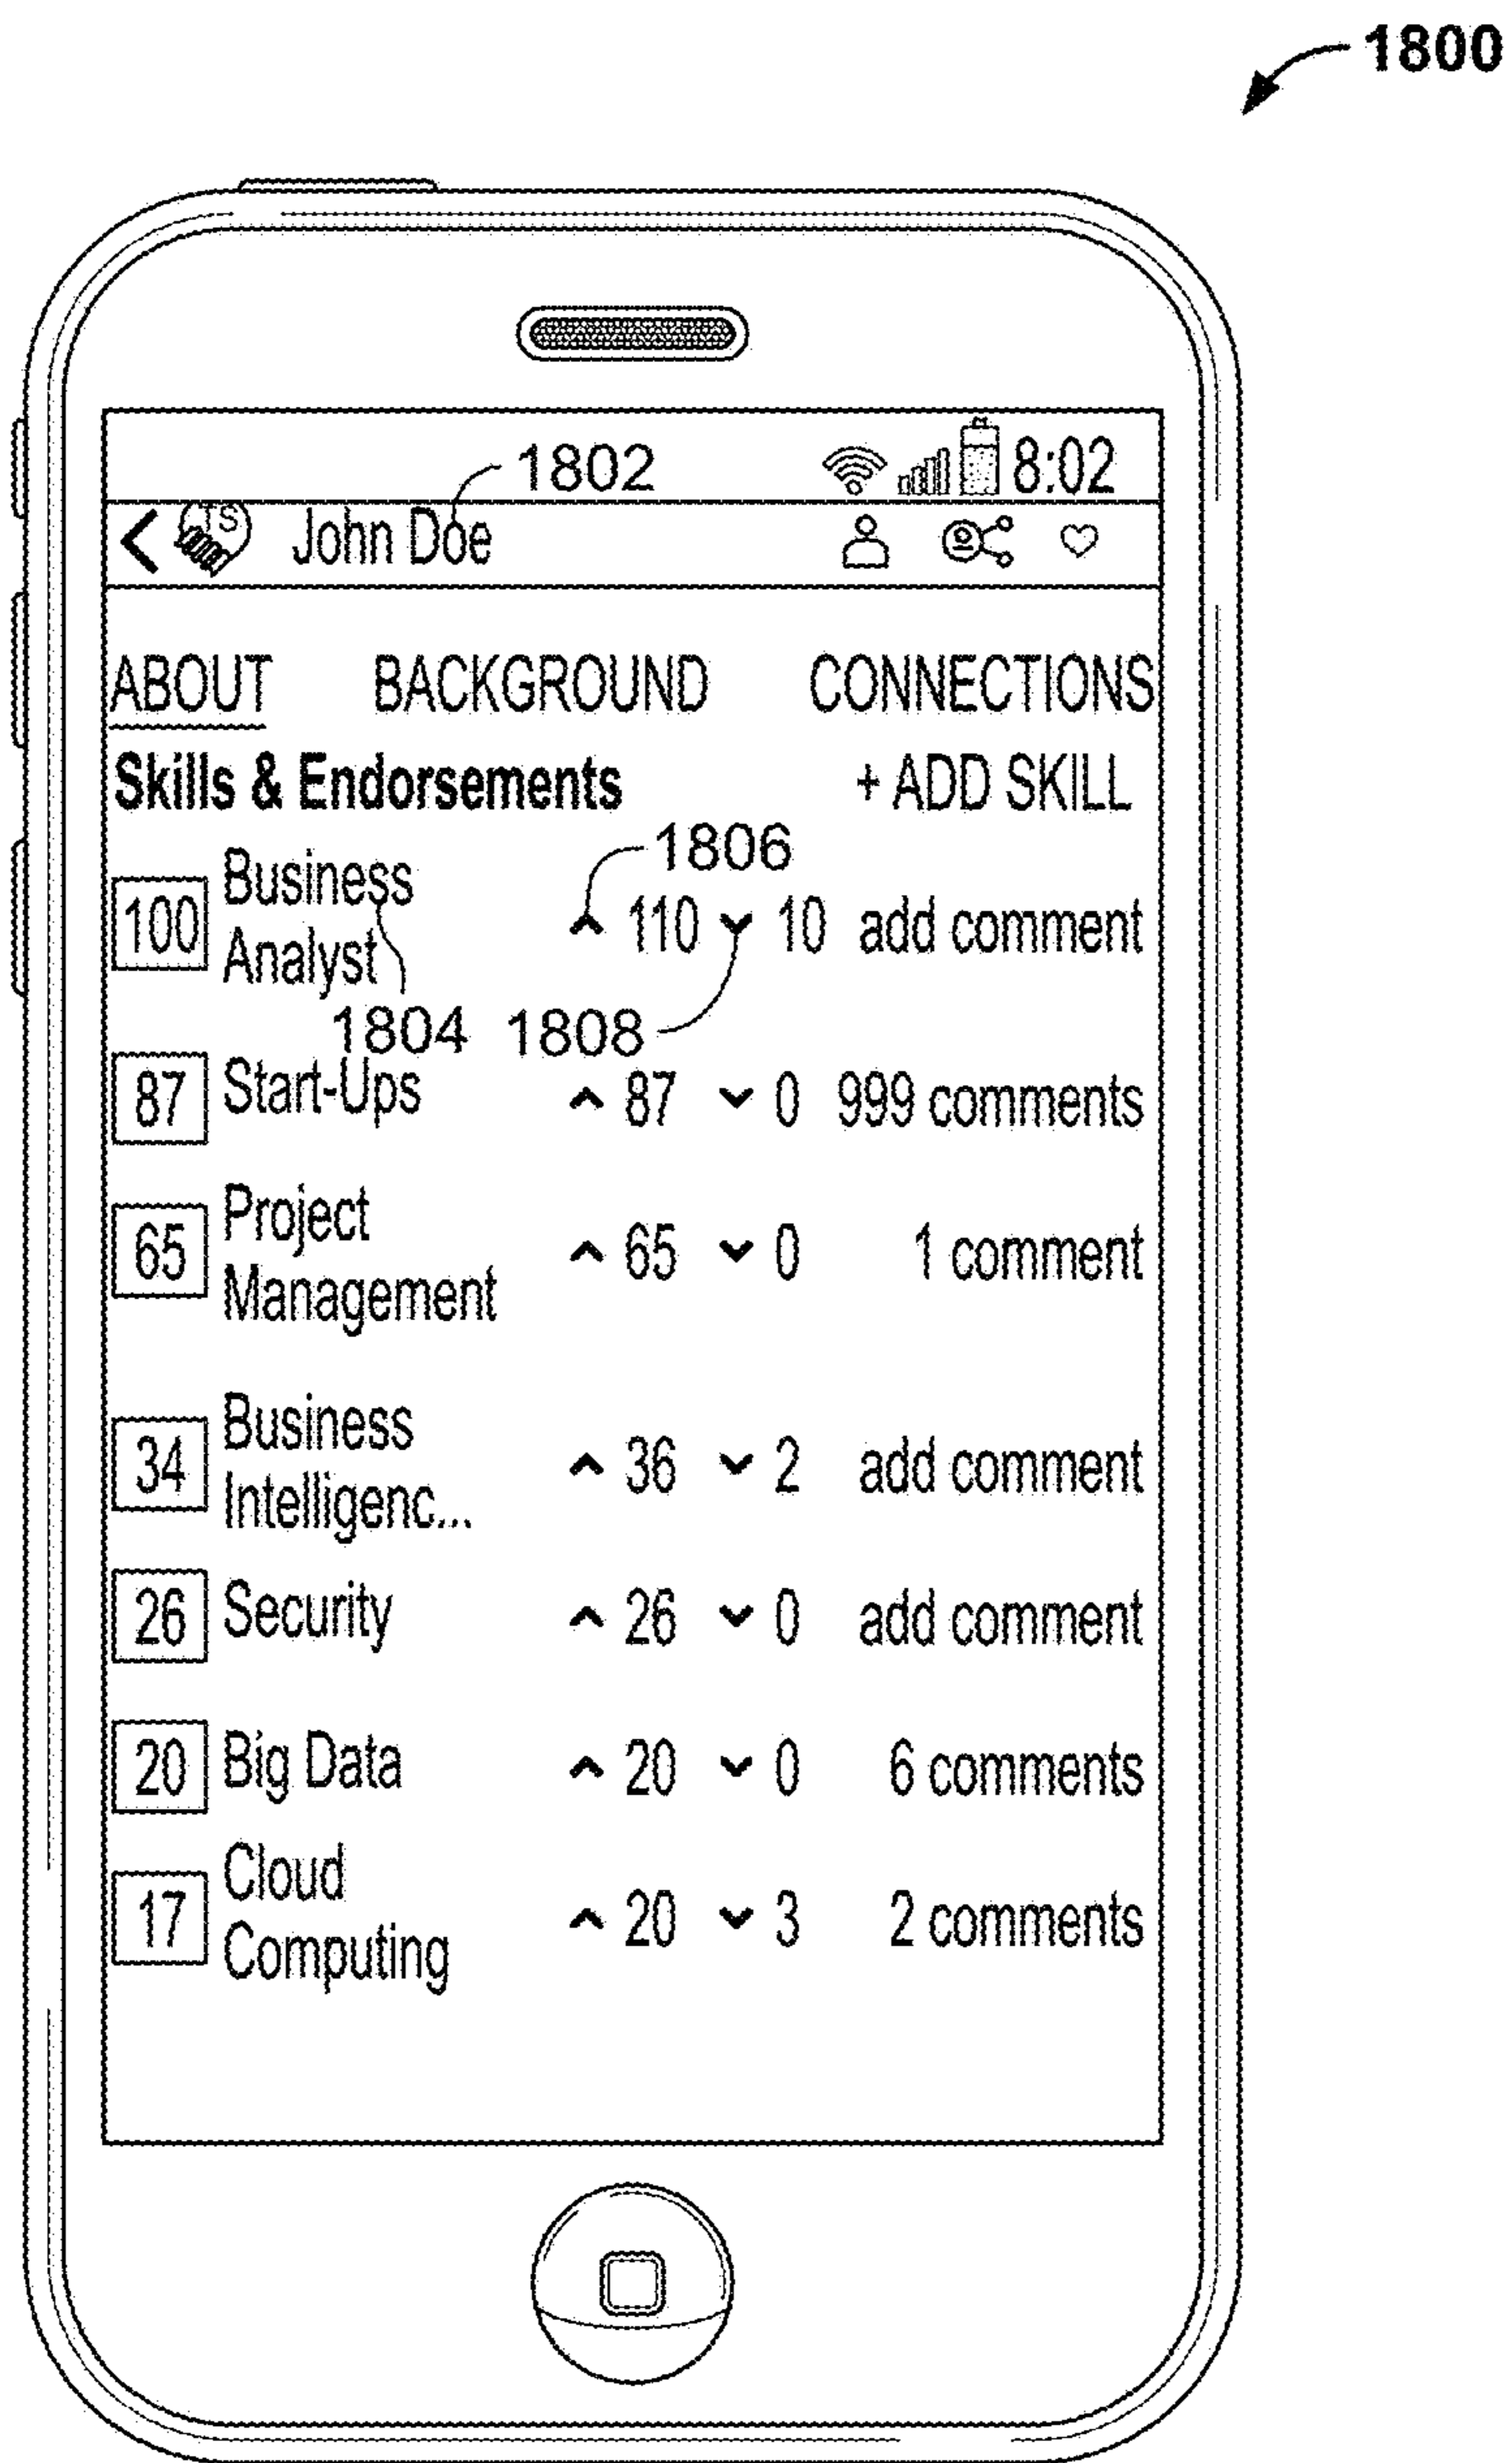 1800
1802
8:02
TS
John Doe
ABOUT BACKGROUND CONNECTIONS
Skills & Endorsements + ADD SKILL
1806
100 Business Analyst 110 10 add comment
1804 1808
87 Start-Ups 87 0 999 comments
65 Project Management 65 0 1 comment
34 Business Intelligenc... 36 2 add comment
26 Security 26 0 add comment
20 Big Data 20 0 6 comments
17 Cloud Computing 20 3 2 comments